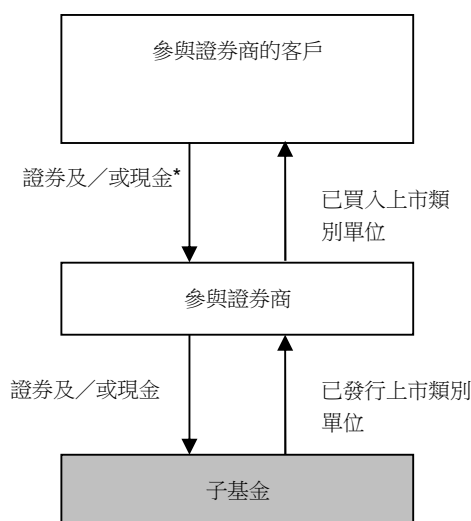 參與證券商的客戶
證券及／或現金*
已買入上市類
別單位
參與證券商
證券及／或現金
已發行上市類別
單位
子基金